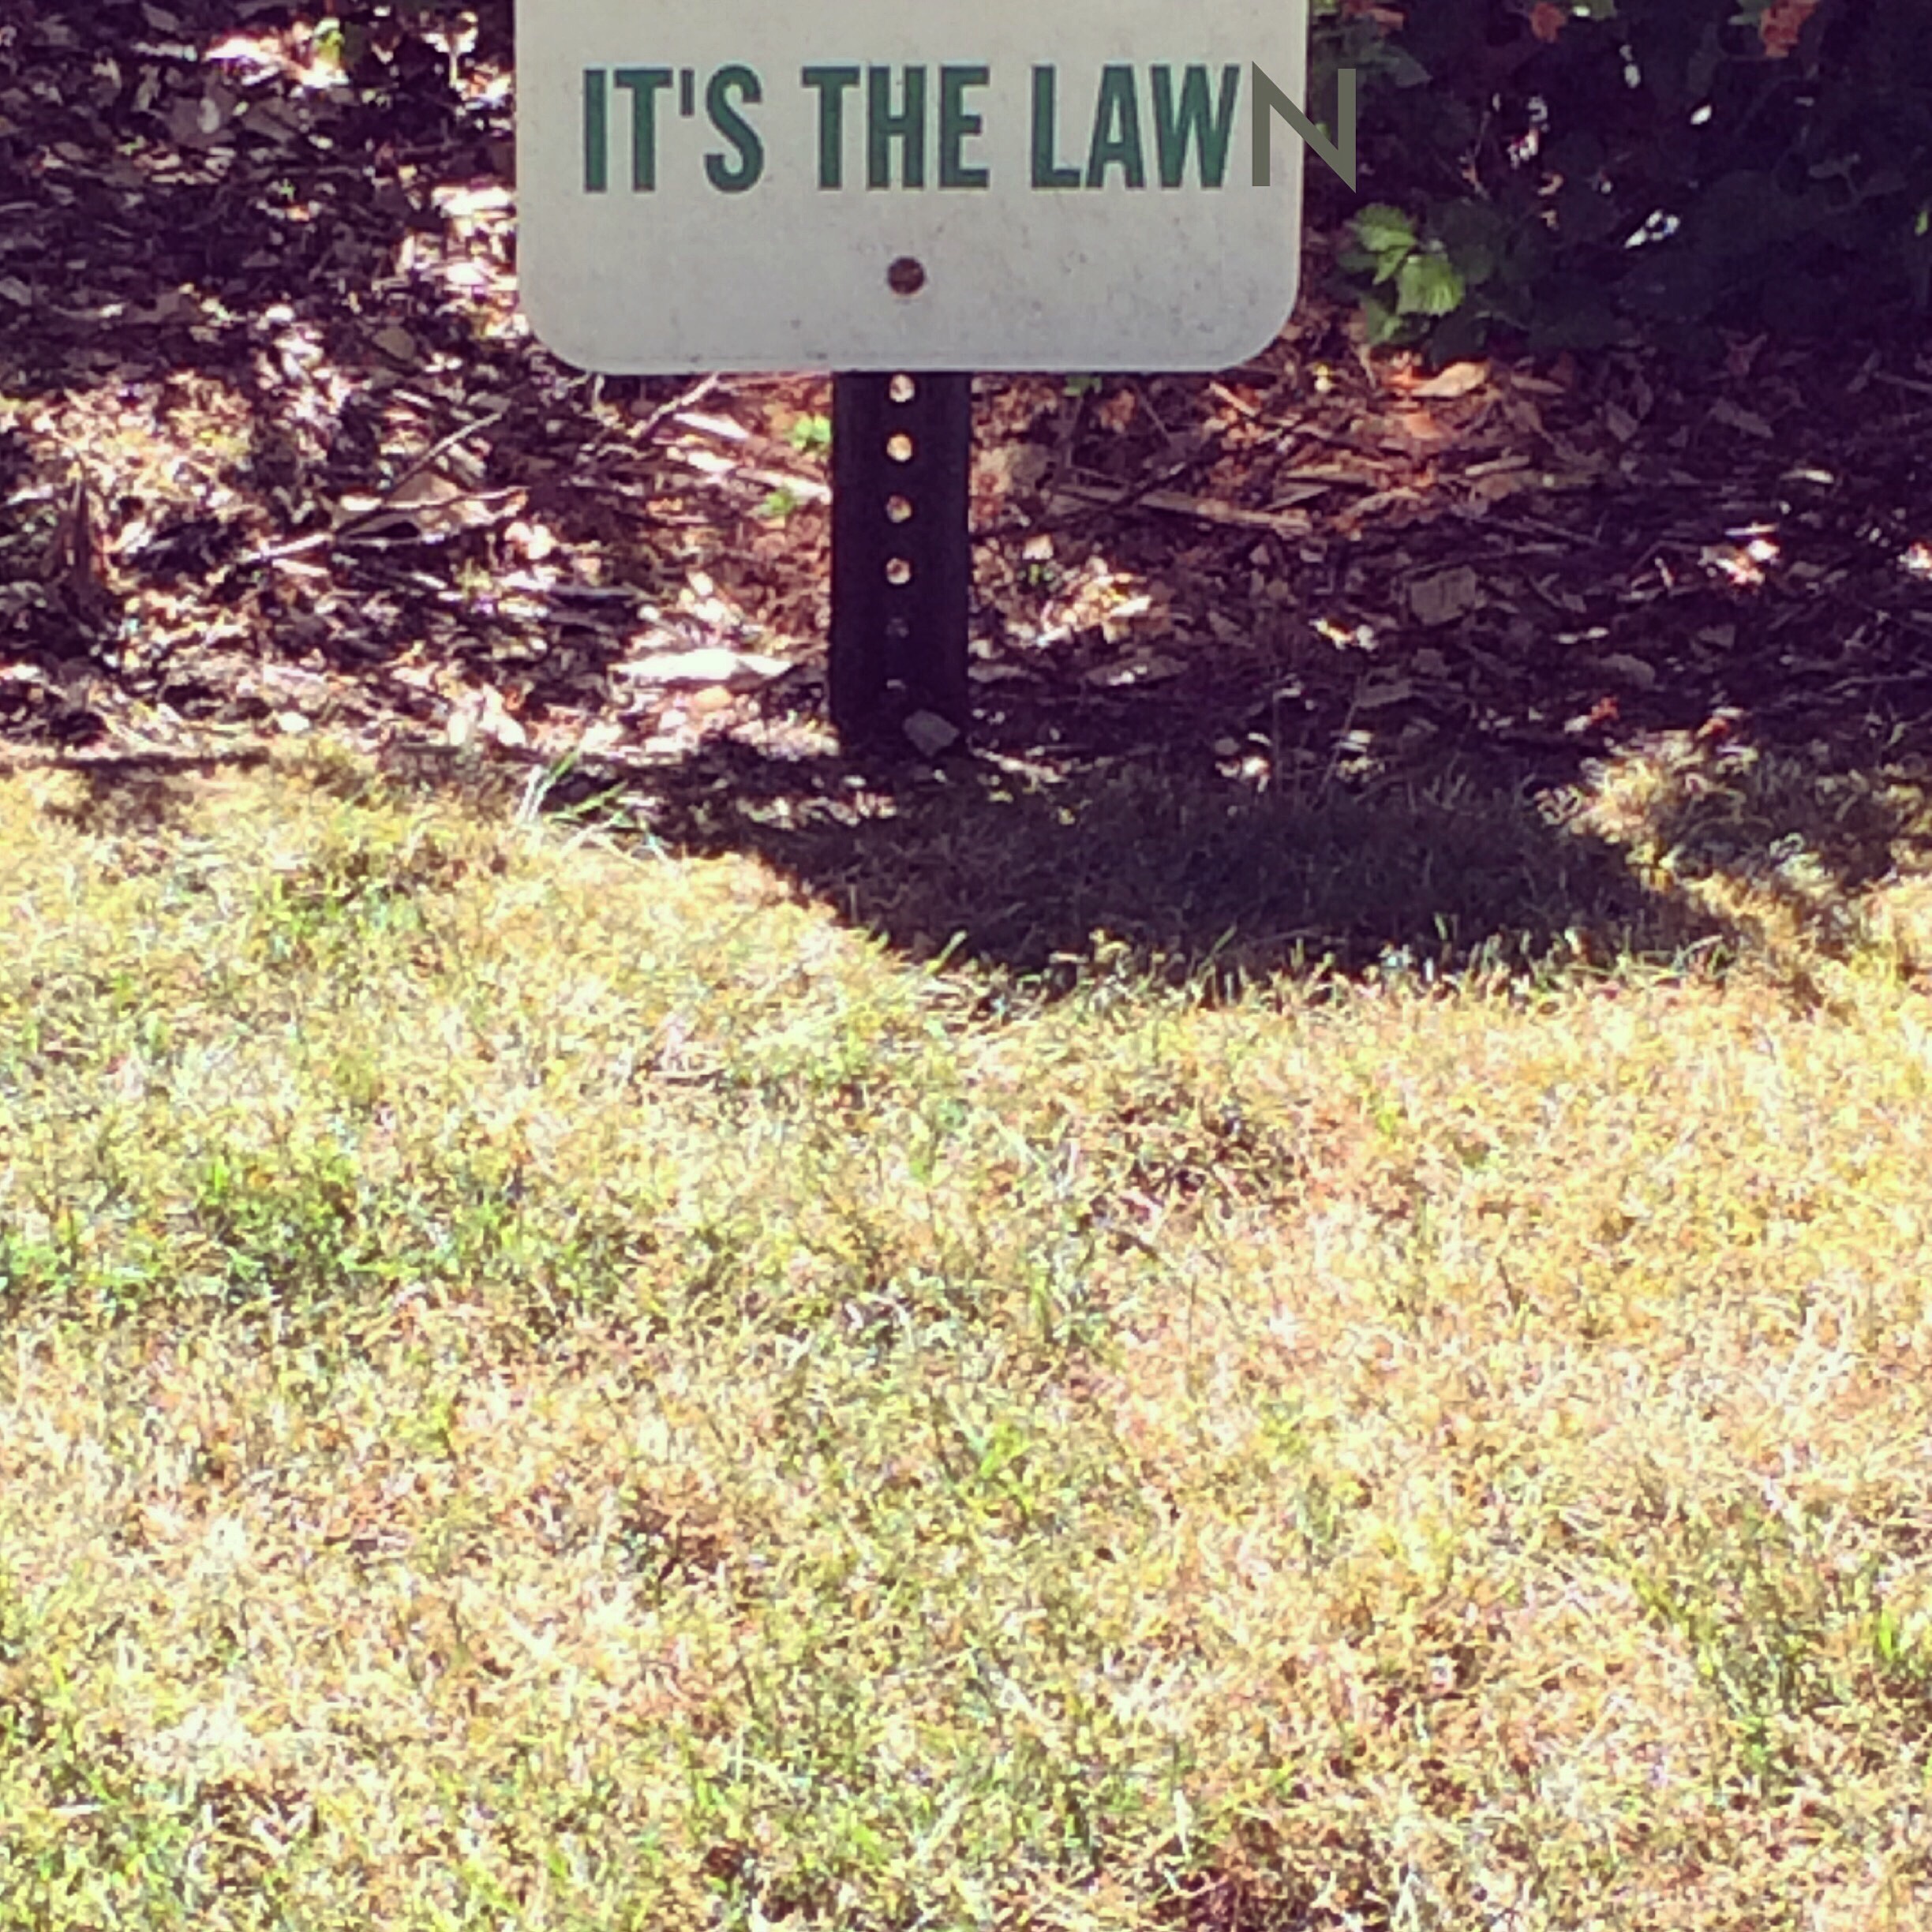 IT'S THE LAWN